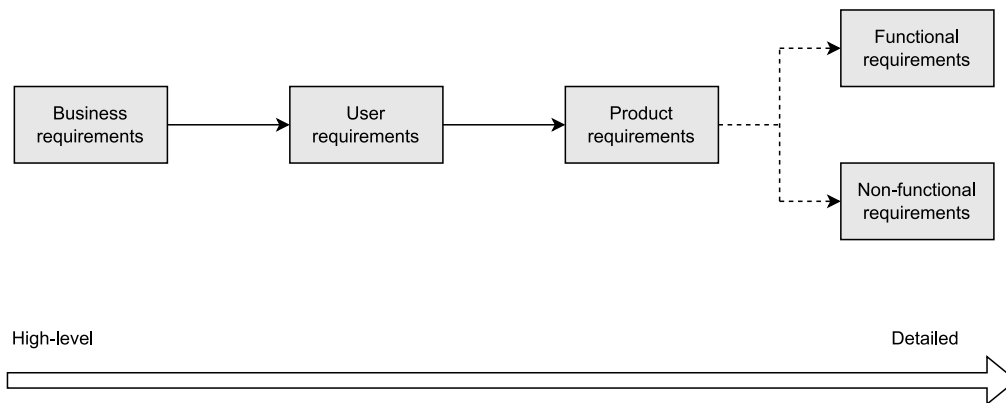 Functional
requirements
Business
requirements
User
requirements
Product
requirements
Non-functional
requirements
High-level
Detailed